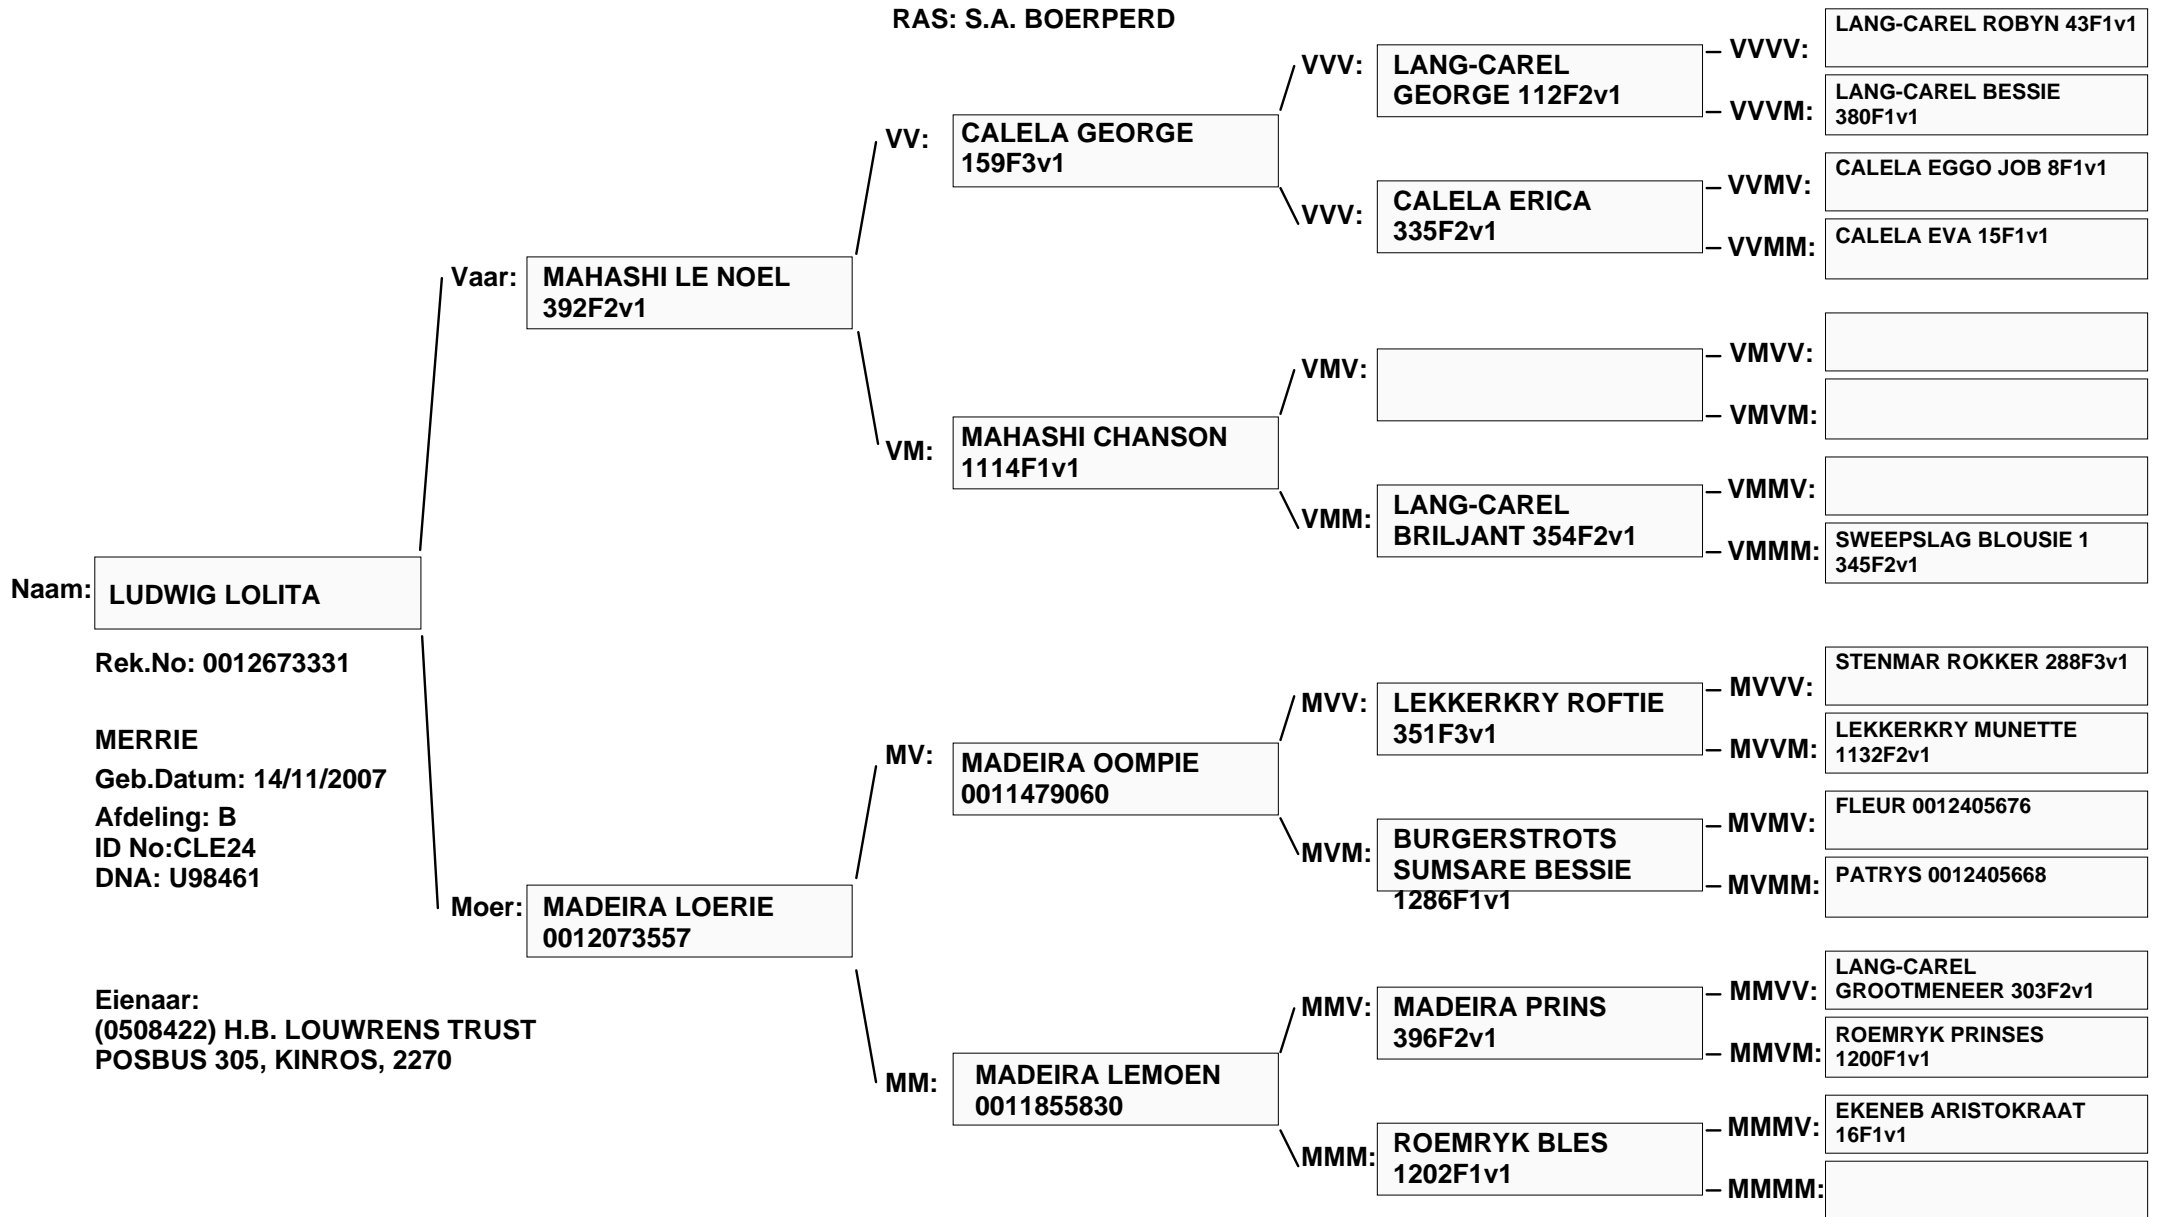 RAS: S.A. BOERPERD
Naam:
LUDWIG LOLITA
Rek.No: 0012673331
MERRIE
Geb.Datum: 14/11/2007
Afdeling: B
ID No:CLE24
DNA: U98461
Eienaar:
(0508422) H.B. LOUWRENS TRUST
POSBUS 305, KINROS, 2270
Vaar:
MAHASHI LE NOEL
392F2v1
Moer:
MADEIRA LOERIE
0012073557
VV:
CALELA GEORGE
159F3v1
VM:
MAHASHI CHANSON
1114F1v1
MV:
MADEIRA OOMPIE
0011479060
MM:
MADEIRA LEMOEN
0011855830
VVV:
LANG-CAREL
GEORGE 112F2v1
VVV:
CALELA ERICA
335F2v1
VMV:
VMM:
LANG-CAREL
BRILJANT 354F2v1
MVV:
LEKKERKRY ROFTIE
351F3v1
MVM:
BURGERSTROTS
SUMSARE BESSIE
1286F1v1
MMV:
MADEIRA PRINS
396F2v1
MMM:
ROEMRYK BLES
1202F1v1
– VVVV:
LANG-CAREL ROBYN 43F1v1
– VVVM:
LANG-CAREL BESSIE
380F1v1
– VVMV:
CALELA EGGO JOB 8F1v1
– VVMM:
CALELA EVA 15F1v1
– VMVV:
– VMVM:
– VMMV:
– VMMM:
SWEEPSLAG BLOUSIE 1
345F2v1
– MVVV:
STENMAR ROKKER 288F3v1
– MVVM:
LEKKERKRY MUNETTE
1132F2v1
– MVMV:
FLEUR 0012405676
– MVMM:
PATRYS 0012405668
– MMVV:
LANG-CAREL
GROOTMENEER 303F2v1
– MMVM:
ROEMRYK PRINSES
1200F1v1
– MMMV:
EKENEB ARISTOKRAAT
16F1v1
– MMMM: